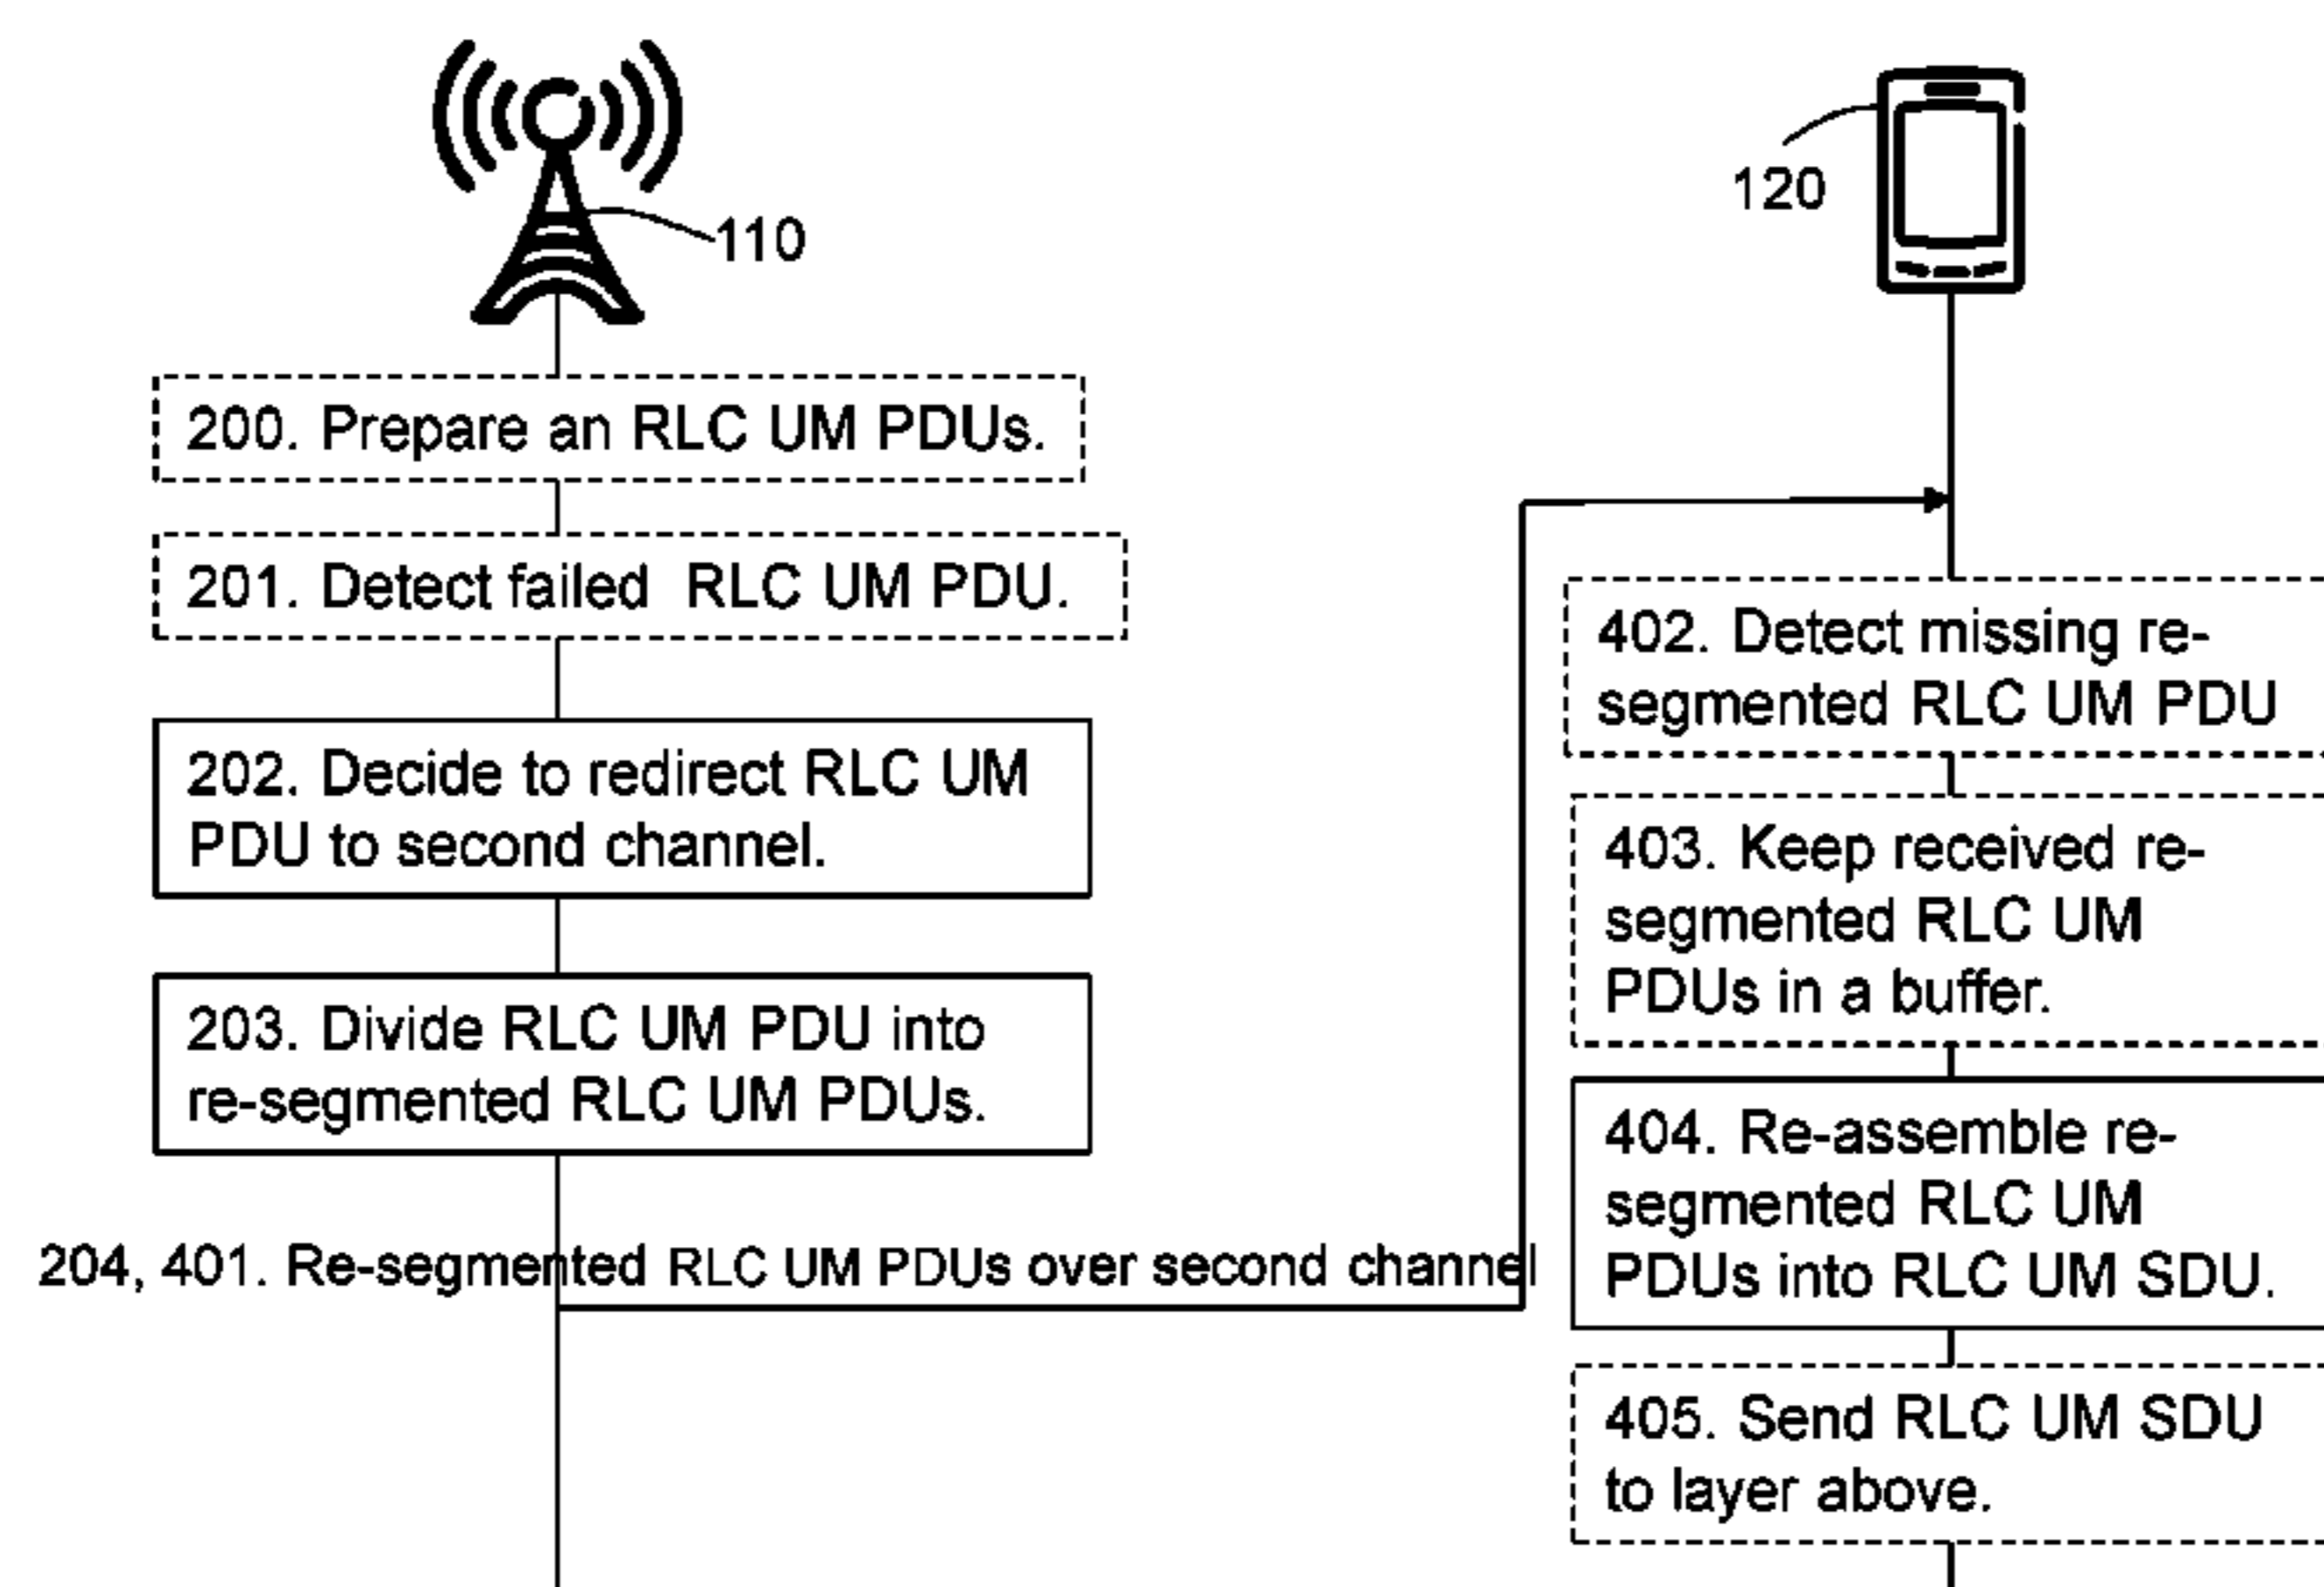 110
120
200. Prepare an RLC UM PDUs.
201. Detect failed RLC UM PDU.
202. Decide to redirect RLC UM
PDU to second channel.
203. Divide RLC UM PDU into
re-segmented RLC UM PDUs.
204, 401. Re-segmented RLC UM PDUs over second channel
402. Detect missing re-
segmented RLC UM PDU
403. Keep received re-
segmented RLC UM
PDUs in a buffer.
404. Re-assemble re-
segmented RLC UM
PDUs into RLC UM SDU.
405. Send RLC UM SDU
to layer above.